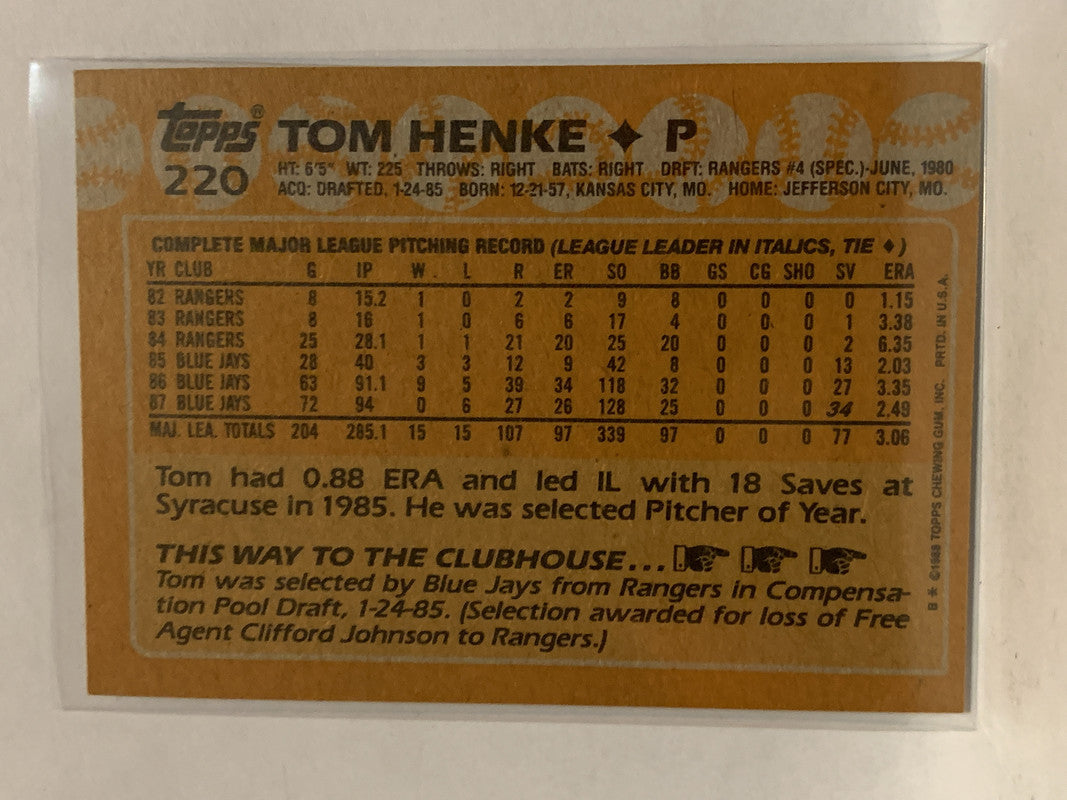 Topps® TOM HENKE ✦ P
220
HT: 6'5" WT: 225 THROWS: RIGHT BATS: RIGHT DRFT: RANGERS #4 (SPEC.)-JUNE, 1980
ACQ: DRAFTED, 1-24-85 BORN: 12-21-57, KANSAS CITY, MO. HOME: JEFFERSON CITY, MO.
COMPLETE MAJOR LEAGUE PITCHING RECORD (LEAGUE LEADER IN ITALICS, TIE ♦)
YR CLUB G IP W L R ER SO BB GS CG SHO SV ERA
82 RANGERS 8 15.2 1 0 2 2 9 8 0 0 0 0 1.15
83 RANGERS 8 16 1 0 6 6 17 4 0 0 0 1 3.38
84 RANGERS 25 28.1 1 1 21 20 25 20 0 0 0 2 6.35
85 BLUE JAYS 28 40 3 3 12 9 42 8 0 0 0 13 2.03
86 BLUE JAYS 63 91.1 9 5 39 34 118 32 0 0 0 27 3.35
87 BLUE JAYS 72 94 0 6 27 26 128 25 0 0 0 34 2.49
MAJ. LEA. TOTALS 204 285.1 15 15 107 97 339 97 0 0 0 77 3.06
Tom had 0.88 ERA and led IL with 18 Saves at
Syracuse in 1985. He was selected Pitcher of Year.
THIS WAY TO THE CLUBHOUSE...
Tom was selected by Blue Jays from Rangers in Compensa-
tion Pool Draft, 1-24-85. (Selection awarded for loss of Free
Agent Clifford Johnson to Rangers.)
B * ©1988 TOPPS CHEWING GUM, INC. PRTD. IN U.S.A.